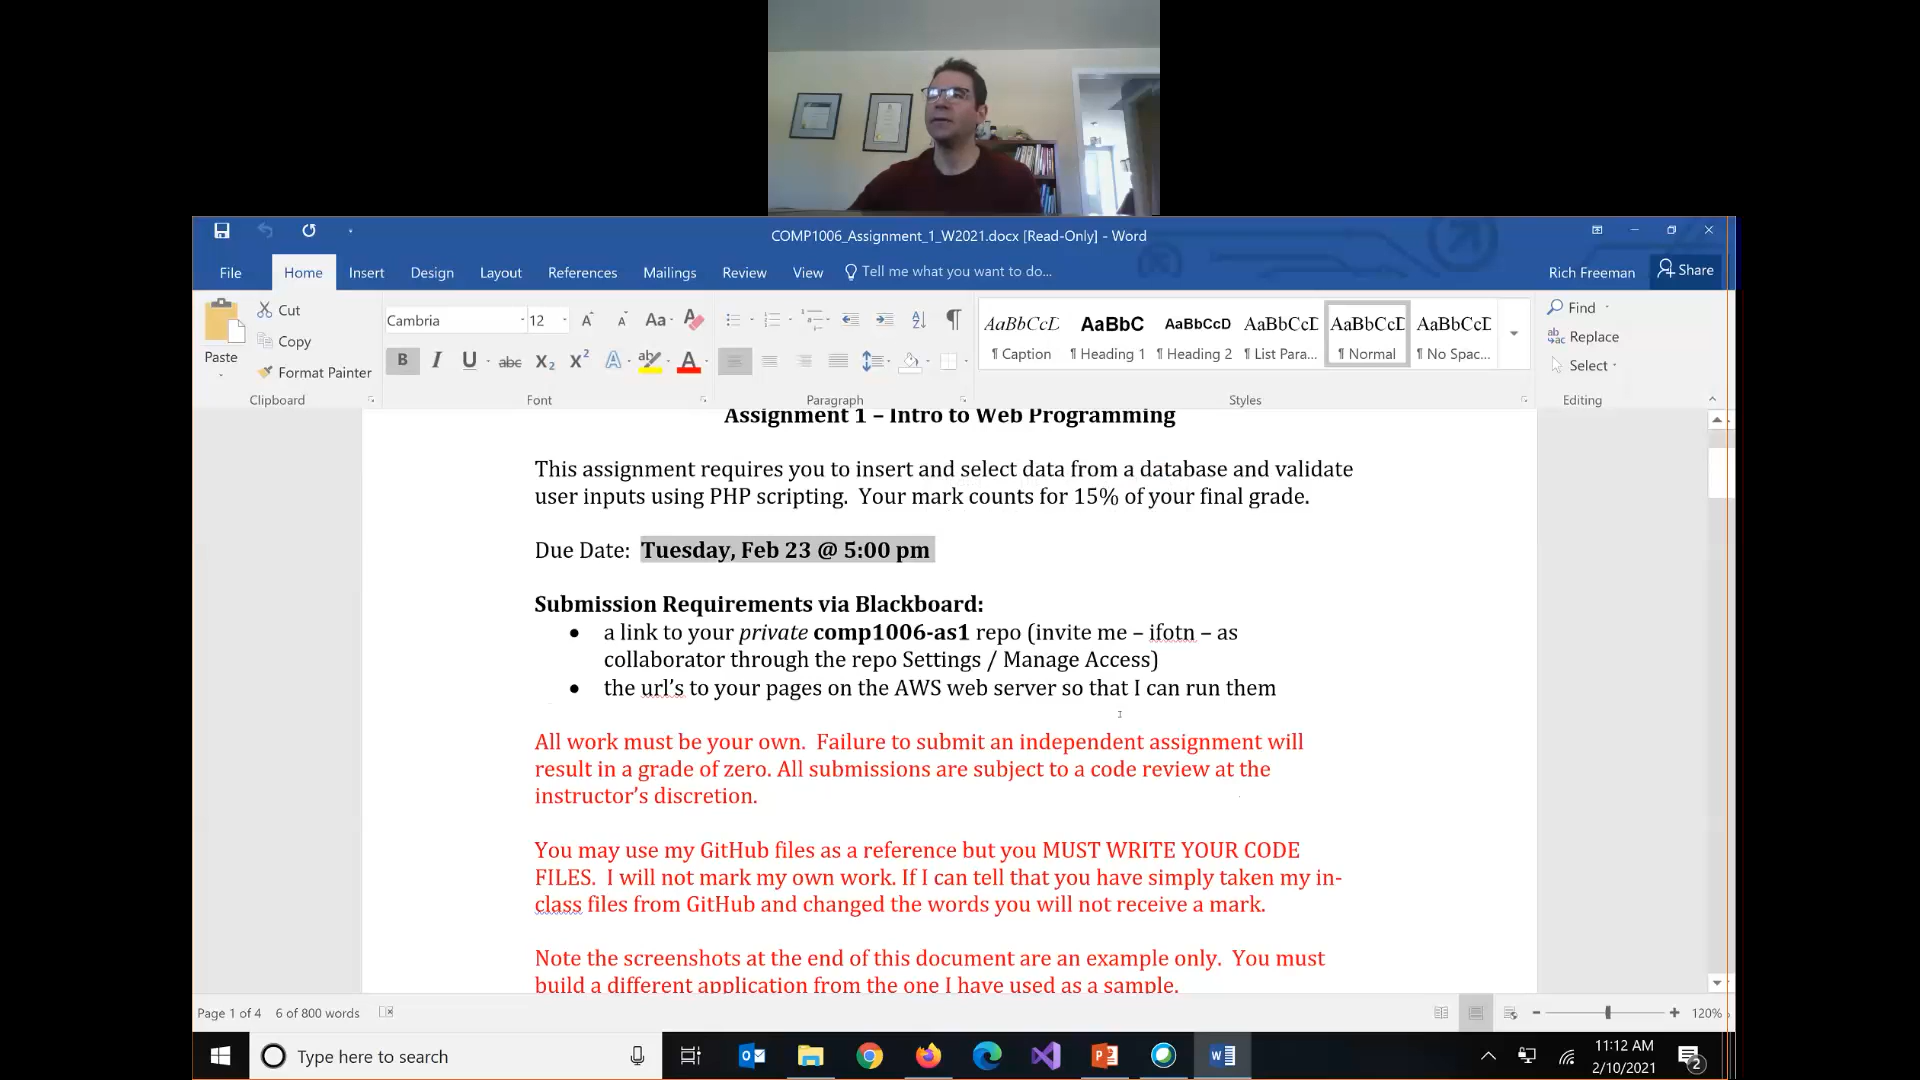 COMP1006_Assignment_1_W2021.docx [Read-Only] - Word
File Home Insert Design Layout References Mailings Review View Tell me what you want to do... Rich Freeman Share
Paste
Cut
Copy
Format Painter
Clipboard
Cambria 12
Font
Paragraph
AaBbCcD AaBbC AaBbCcD AaBbCcD AaBbCcD AaBbCcD
¶ Caption ¶ Heading 1 ¶ Heading 2 ¶ List Para... ¶ Normal ¶ No Spac...
Styles
Find
Replace
Select
Editing
Assignment 1 – Intro to Web Programming
This assignment requires you to insert and select data from a database and validate
user inputs using PHP scripting.  Your mark counts for 15% of your final grade.
Due Date:  Tuesday, Feb 23 @ 5:00 pm
Submission Requirements via Blackboard:
• a link to your private comp1006-as1 repo (invite me – ifotn – as
collaborator through the repo Settings / Manage Access)
• the url's to your pages on the AWS web server so that I can run them
All work must be your own.  Failure to submit an independent assignment will
result in a grade of zero. All submissions are subject to a code review at the
instructor's discretion.
You may use my GitHub files as a reference but you MUST WRITE YOUR CODE
FILES.  I will not mark my own work. If I can tell that you have simply taken my in-
class files from GitHub and changed the words you will not receive a mark.
Note the screenshots at the end of this document are an example only.  You must
build a different application from the one I have used as a sample.
Page 1 of 4 6 of 800 words 120%
Type here to search
11:12 AM
2/10/2021
2